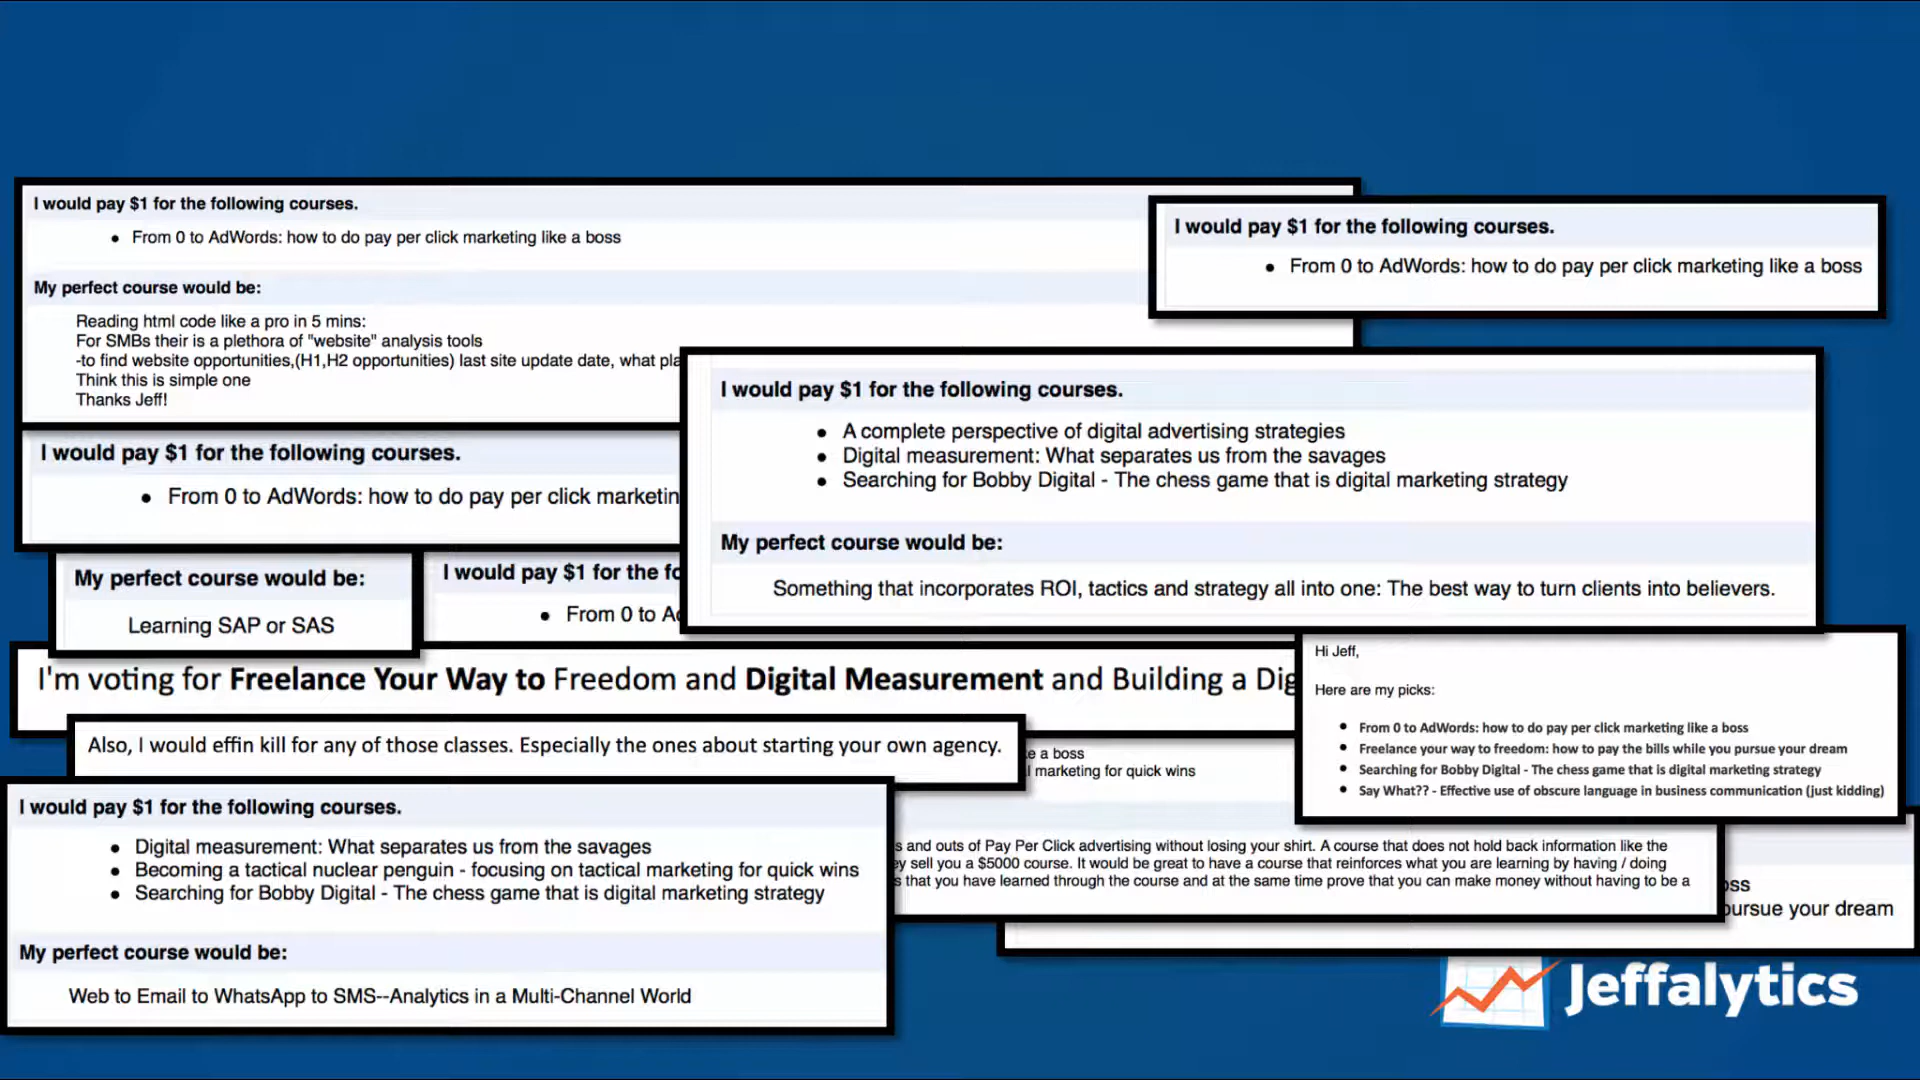 I would pay $1 for the following courses.
• From 0 to AdWords: how to do pay per click marketing like a boss
My perfect course would be:
Reading html code like a pro in 5 mins:
For SMBs their is a plethora of "website" analysis tools
-to find website opportunities,(H1,H2 opportunities) last site update date, what pla
Think this is simple one
Thanks Jeff!
I would pay $1 for the following courses.
• From 0 to AdWords: how to do pay per click marketing like a boss
I would pay $1 for the following courses.
• From 0 to AdWords: how to do pay per click marketin
I would pay $1 for the following courses.
• A complete perspective of digital advertising strategies
• Digital measurement: What separates us from the savages
• Searching for Bobby Digital - The chess game that is digital marketing strategy
My perfect course would be:
Something that incorporates ROI, tactics and strategy all into one: The best way to turn clients into believers.
My perfect course would be:
Learning SAP or SAS
I would pay $1 for the fo
• From 0 to Ad
I'm voting for Freelance Your Way to Freedom and Digital Measurement and Building a Dig
Hi Jeff,
Here are my picks:
• From 0 to AdWords: how to do pay per click marketing like a boss
• Freelance your way to freedom: how to pay the bills while you pursue your dream
• Searching for Bobby Digital - The chess game that is digital marketing strategy
• Say What?? - Effective use of obscure language in business communication (just kidding)
Also, I would effin kill for any of those classes. Especially the ones about starting your own agency.
e a boss
l marketing for quick wins
s and outs of Pay Per Click advertising without losing your shirt. A course that does not hold back information like the
ey sell you a $5000 course. It would be great to have a course that reinforces what you are learning by having / doing
s that you have learned through the course and at the same time prove that you can make money without having to be a
I would pay $1 for the following courses.
• Digital measurement: What separates us from the savages
• Becoming a tactical nuclear penguin - focusing on tactical marketing for quick wins
• Searching for Bobby Digital - The chess game that is digital marketing strategy
My perfect course would be:
Web to Email to WhatsApp to SMS--Analytics in a Multi-Channel World
oss
pursue your dream
Jeffalytics